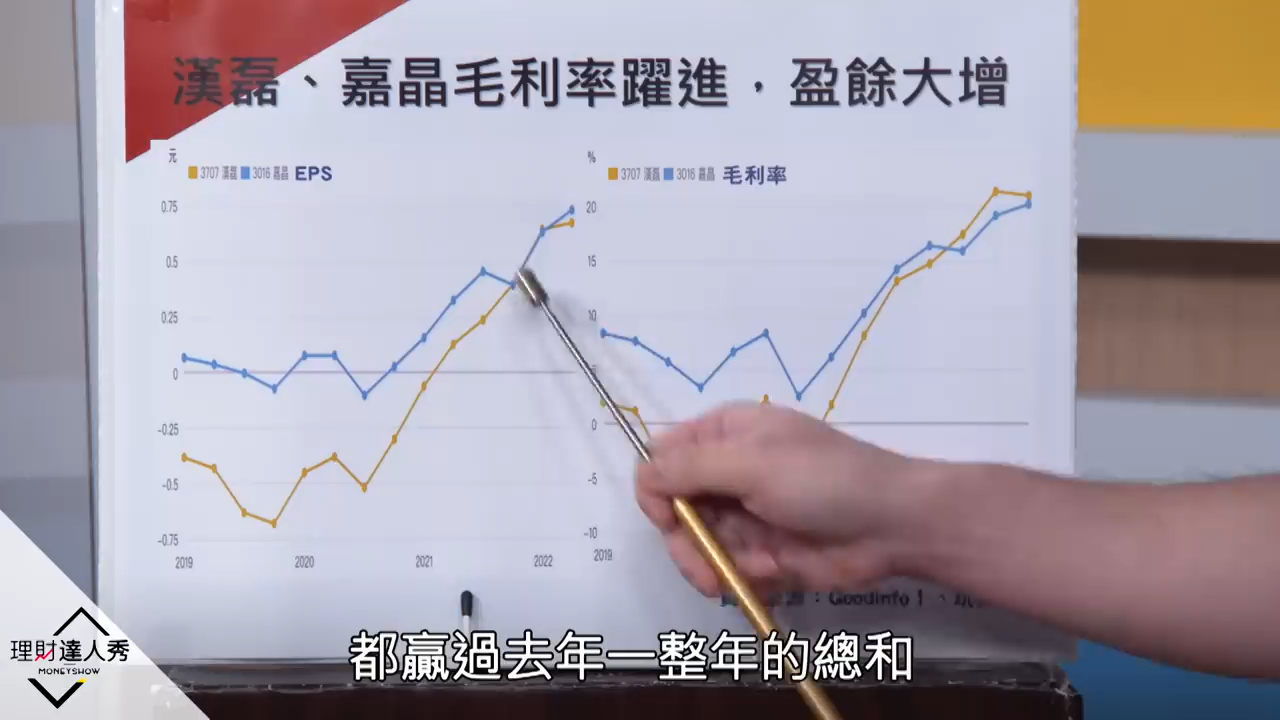 漢磊、嘉晶毛利率躍進，盈餘大增
元
3707 漢磊 3016 嘉晶 EPS
0.75
0.5
0.25
0
-0.25
-0.5
-0.75
2019 2020 2021 2022
%
3707 漢磊 3016 嘉晶 毛利率
20
15
10
0
-5
-10
2019
：Goodinfo！、
都贏過去年一整年的總和
理財達人秀
MONEYSHOW